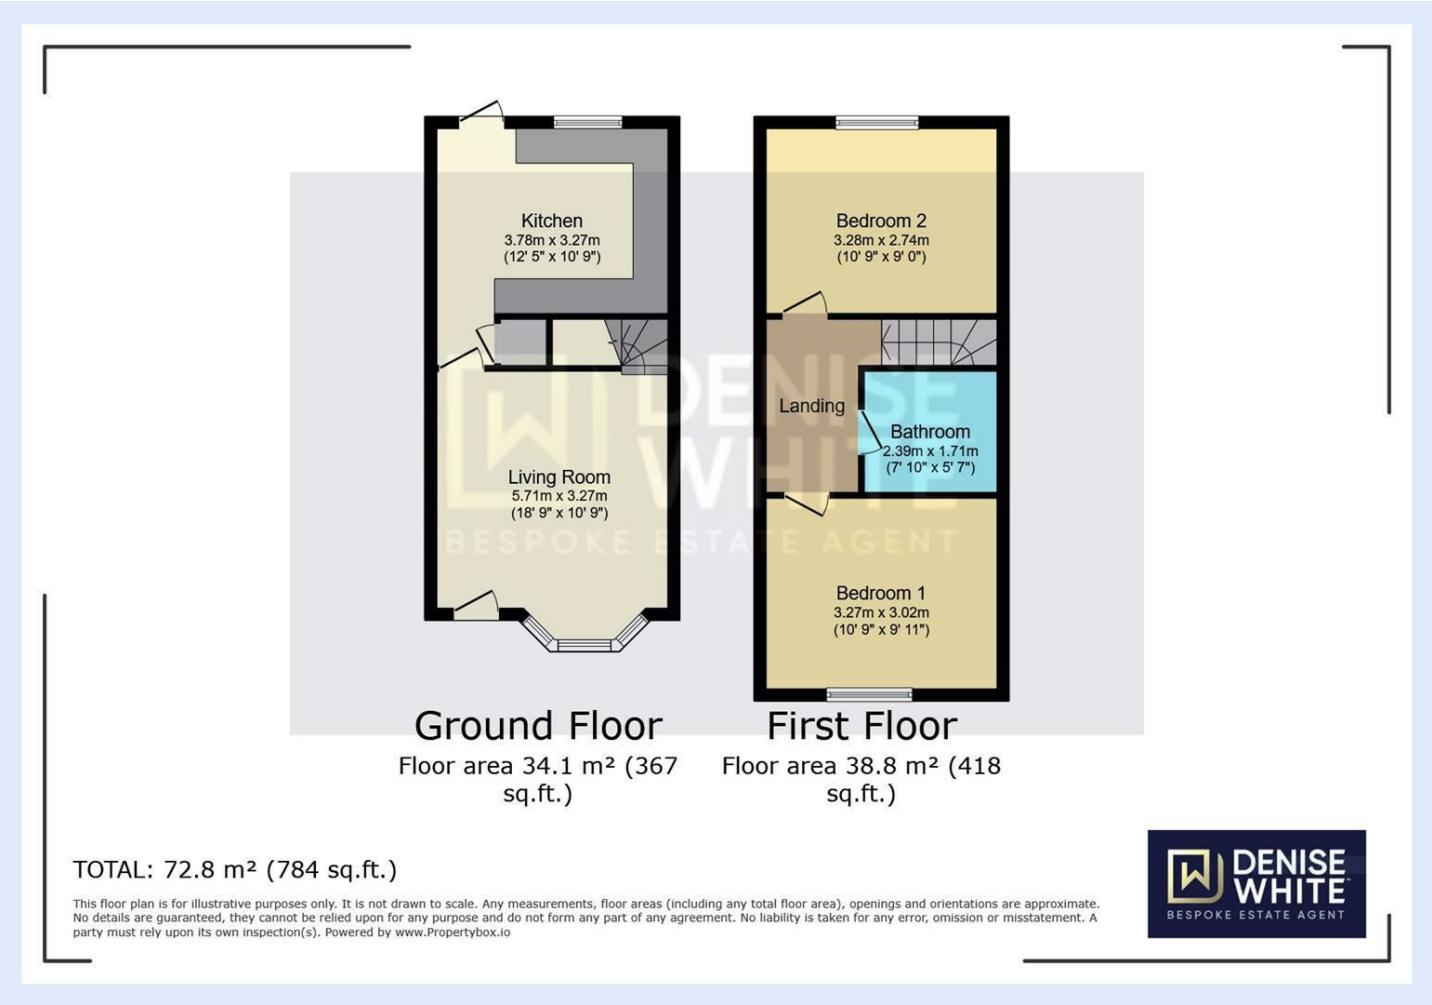 Kitchen
3.78m x 3.27m
(12' 5" x 10' 9")
Living Room
5.71m x 3.27m
(18' 9" x 10' 9")
Bedroom 2
3.28m x 2.74m
(10' 9" x 9' 0")
Landing
Bathroom
2.39m x 1.71m
(7' 10" x 5' 7")
Bedroom 1
3.27m x 3.02m
(10' 9" x 9' 11")
DENISE
WHITE
BESPOKE ESTATE AGENT
Ground Floor
Floor area 34.1 m² (367
sq.ft.)
First Floor
Floor area 38.8 m² (418
sq.ft.)
TOTAL: 72.8 m² (784 sq.ft.)
This floor plan is for illustrative purposes only. It is not drawn to scale. Any measurements, floor areas (including any total floor area), openings and orientations are approximate.
No details are guaranteed, they cannot be relied upon for any purpose and do not form any part of any agreement. No liability is taken for any error, omission or misstatement. A
party must rely upon its own inspection(s). Powered by www.Propertybox.io
DENISE
WHITE
BESPOKE ESTATE AGENT